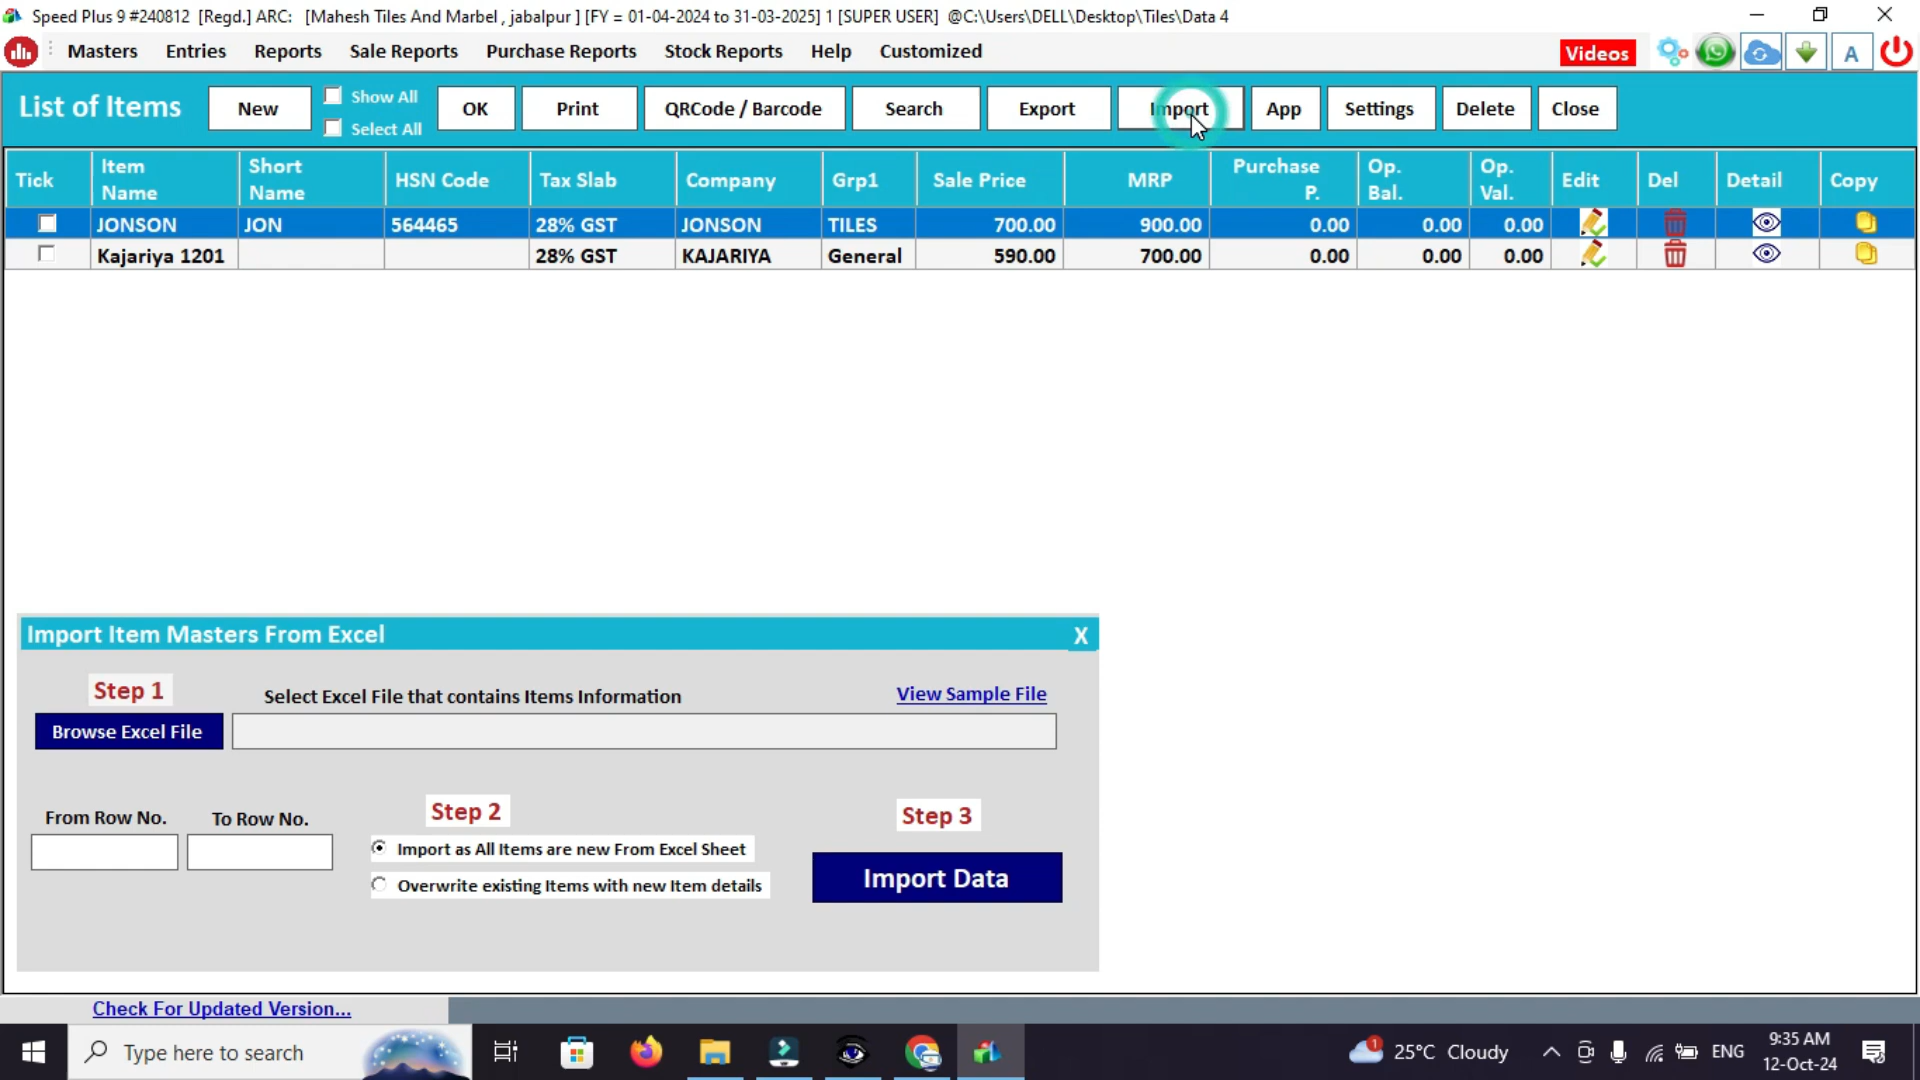 Speed Plus 9 #240812 [Regd.] ARC: [Mahesh Tiles And Marbel , jabalpur ] [FY = 01-04-2024 to 31-03-2025] 1 [SUPER USER] @C:\Users\DELL\Desktop\Tiles\Data 4
Masters Entries Reports Sale Reports Purchase Reports Stock Reports Help Customized Videos A
List of Items New Show All Select All OK Print QRCode / Barcode Search Export Import App Settings Delete Close
Tick Item Name Short Name HSN Code Tax Slab Company Grp1 Sale Price MRP Purchase P. Op. Bal. Op. Val. Edit Del Detail Copy
JONSON JON 564465 28% GST JONSON TILES 700.00 900.00 0.00 0.00 0.00
Kajariya 1201 28% GST KAJARIYA General 590.00 700.00 0.00 0.00 0.00
Import Item Masters From Excel X
Step 1 Select Excel File that contains Items Information View Sample File
Browse Excel File
From Row No. To Row No. Step 2 Step 3
Import as All Items are new From Excel Sheet
Overwrite existing Items with new Item details
Import Data
Check For Updated Version...
Type here to search 1 25°C Cloudy ENG 9:35 AM
12-Oct-24